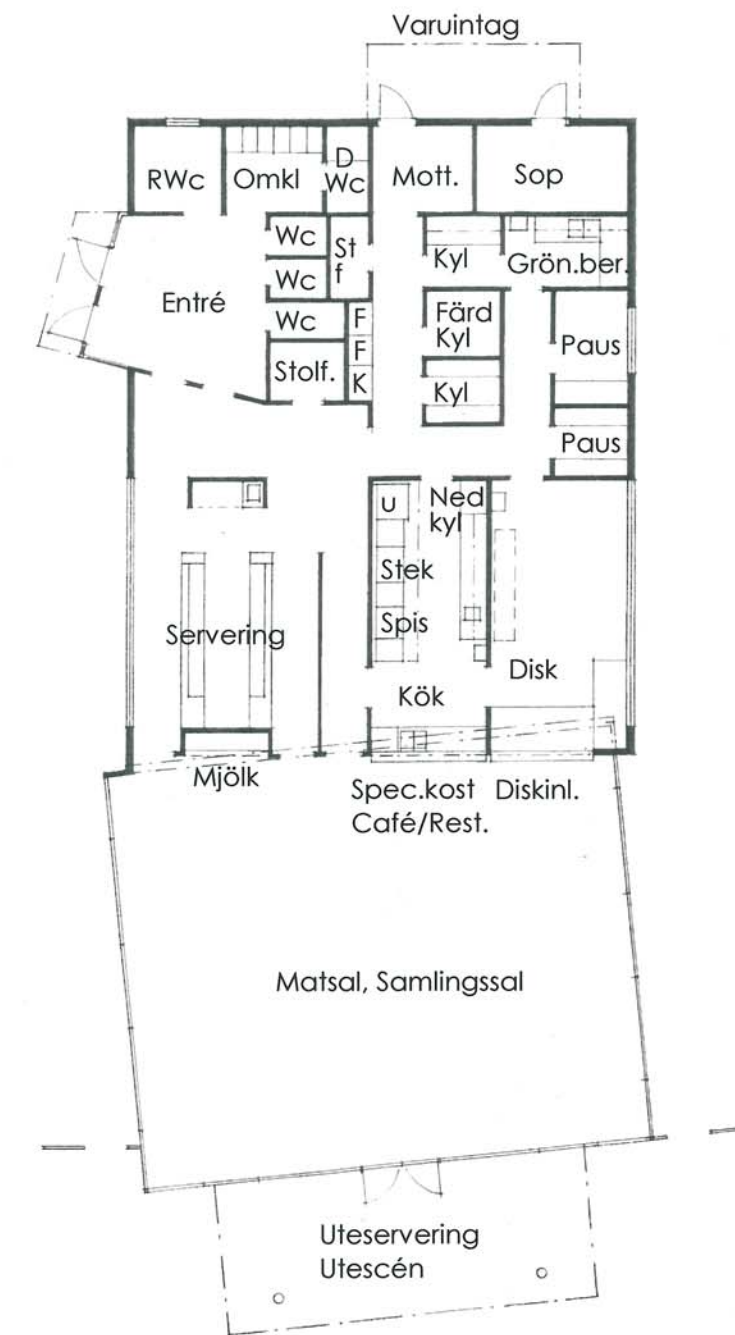 Varuintag
RWc
Omkl
D
Wc
Mott.
Sop
Wc
St
f
Kyl
Grön.ber.
Wc
Entré
Wc
F
Färd
Kyl
Paus
F
Stolf.
K
Kyl
Paus
u
Ned
kyl
Stek
Spis
Servering
Disk
Kök
Mjölk
Spec.kost
Café/Rest.
Diskinl.
Matsal, Samlingssal
Uteservering
Utescén